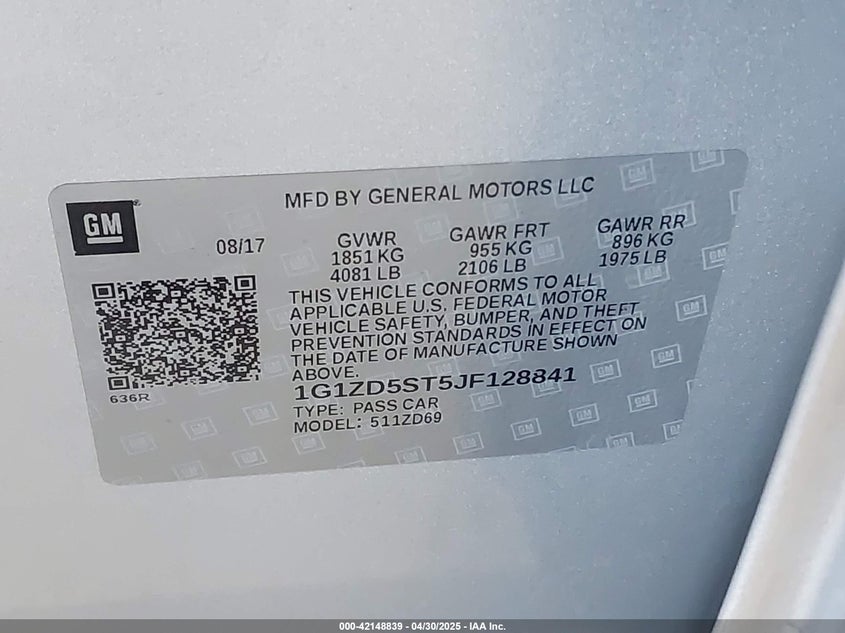 MFD BY GENERAL MOTORS LLC
GM
08/17
GVWR
1851 KG
4081 LB
GAWR FRT
955 KG
2106 LB
GAWR RR
896 KG
1975 LB
THIS VEHICLE CONFORMS TO ALL
APPLICABLE U.S. FEDERAL MOTOR
VEHICLE SAFETY, BUMPER, AND THEFT
PREVENTION STANDARDS IN EFFECT ON
THE DATE OF MANUFACTURE SHOWN
ABOVE.
1G1ZD5ST5JF128841
TYPE: PASS CAR
MODEL: 511ZD69
636R
000-42148839 - 04/30/2025 - IAA Inc.